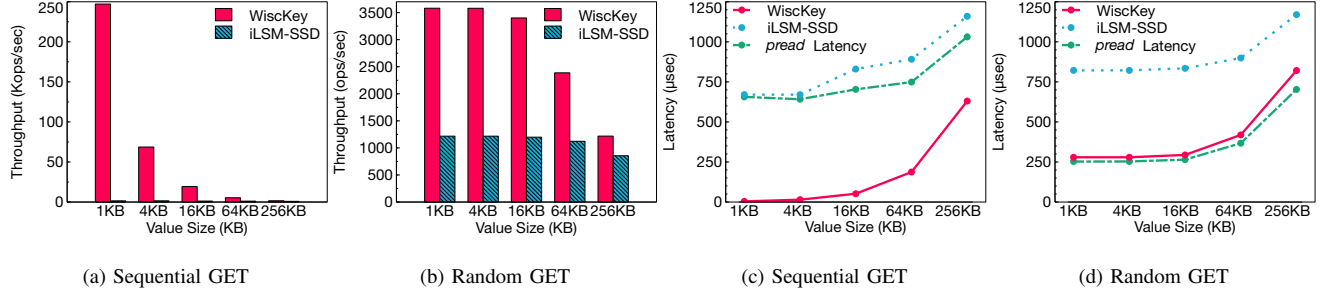 WiscKey
iLSM-SSD
Throughput (Kops/sec)
250
200
150
100
50
0
1KB 4KB 16KB 64KB 256KB
Value Size (KB)
(a) Sequential GET
WiscKey
iLSM-SSD
Throughput (ops/sec)
3500
3000
2500
2000
1500
1000
500
0
1KB 4KB 16KB 64KB 256KB
Value Size (KB)
(b) Random GET
WiscKey
iLSM-SSD
pread Latency
Latency (µsec)
1250
1000
750
500
250
0
1KB 4KB 16KB 64KB 256KB
Value Size (KB)
(c) Sequential GET
WiscKey
iLSM-SSD
pread Latency
Latency (µsec)
1250
1000
750
500
250
0
1KB 4KB 16KB 64KB 256KB
Value Size (KB)
(d) Random GET